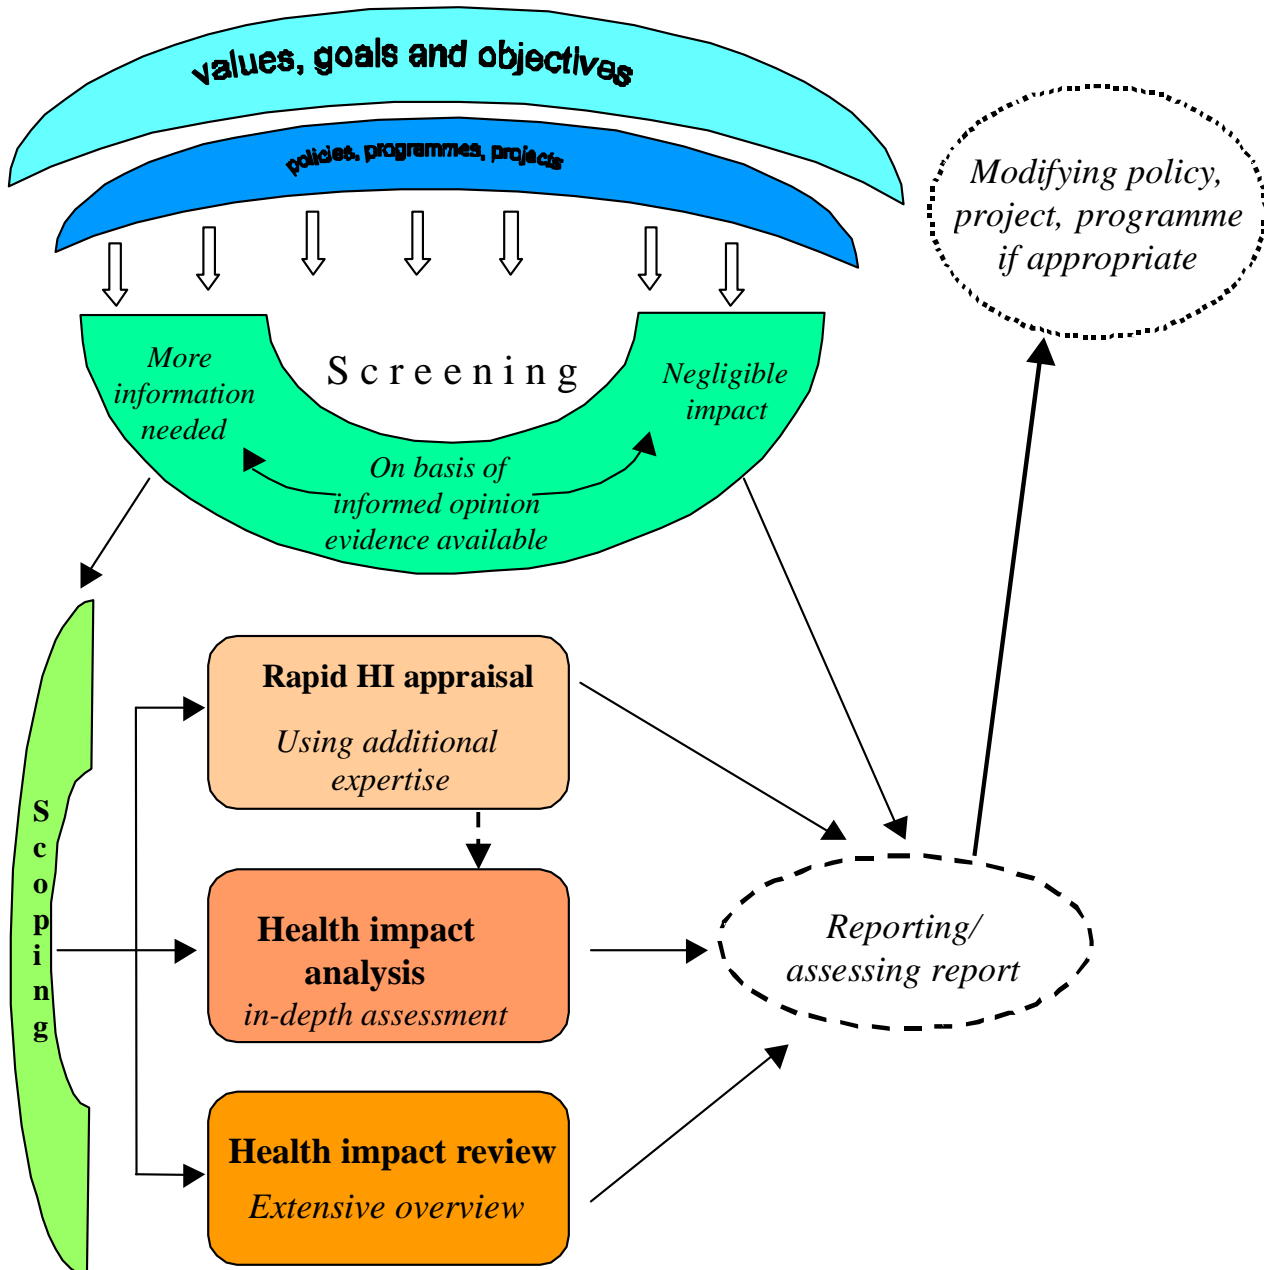 values, goals and objectives
policies, programmes, projects
Modifying policy,
project, programme
if appropriate
Screening
More
information
needed
Negligible
impact
On basis of
informed opinion
evidence available
Scoping
Rapid HI appraisal
Using additional
expertise
Health impact
analysis
in-depth assessment
Reporting/
assessing report
Health impact review
Extensive overview